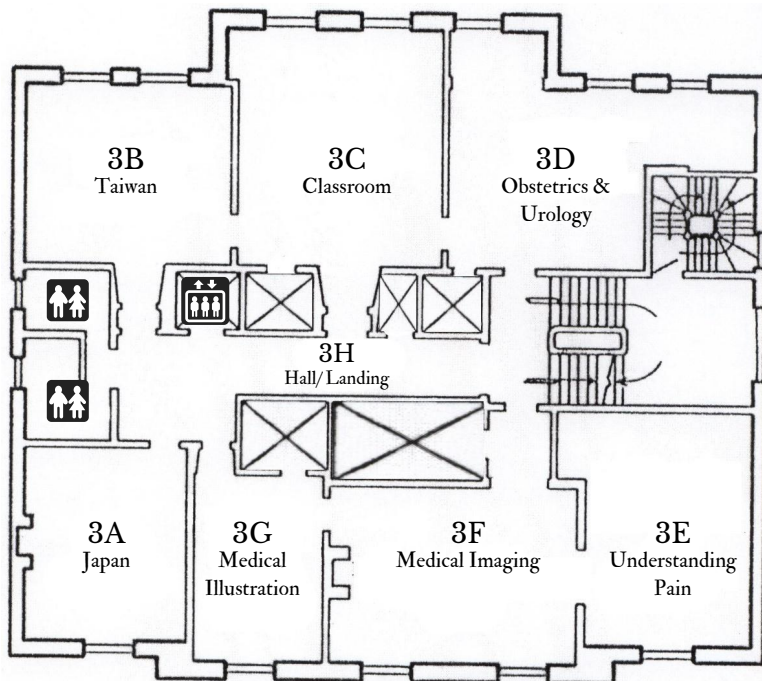 3B
Taiwan
3C
Classroom
3D
Obstetrics &
Urology
3H
Hall/Landing
3A
Japan
3G
Medical
Illustration
3F
Medical Imaging
3E
Understanding
Pain